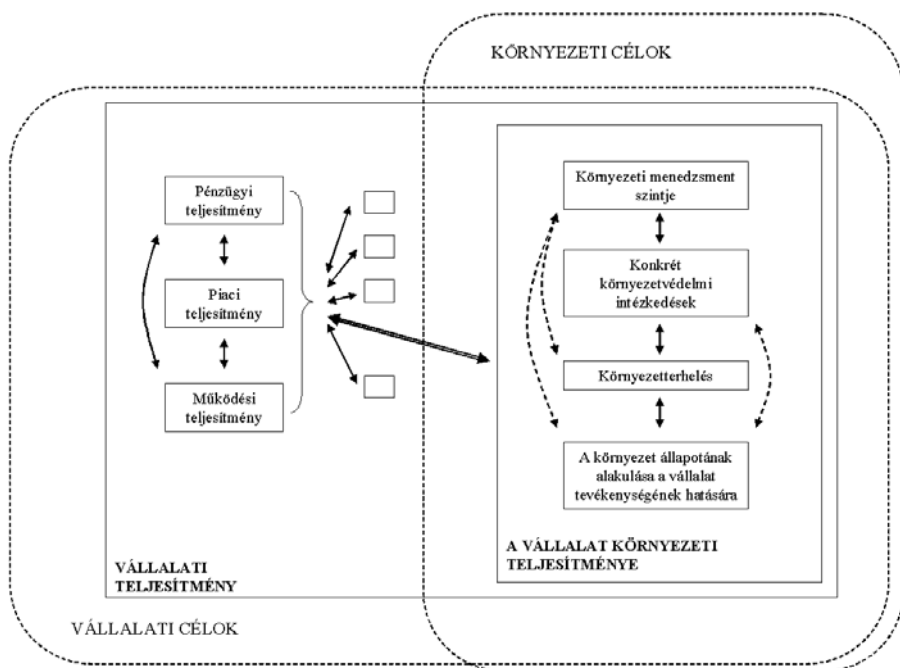 KÖRNYEZETI CÉLOK
Pénzügyi
teljesítmény
Piaci
teljesítmény
Működési
teljesítmény
Környezeti menedzsment
szintje
Konkrét
környezetvédelmi
intézkedések
Környezetterhelés
A környezet állapotának
alakulása a vállalat
tevékenységének hatására
A VÁLLALAT KÖRNYEZETI
TELJESÍTMÉNYE
VÁLLALATI
TELJESÍTMÉNY
VÁLLALATI CÉLOK